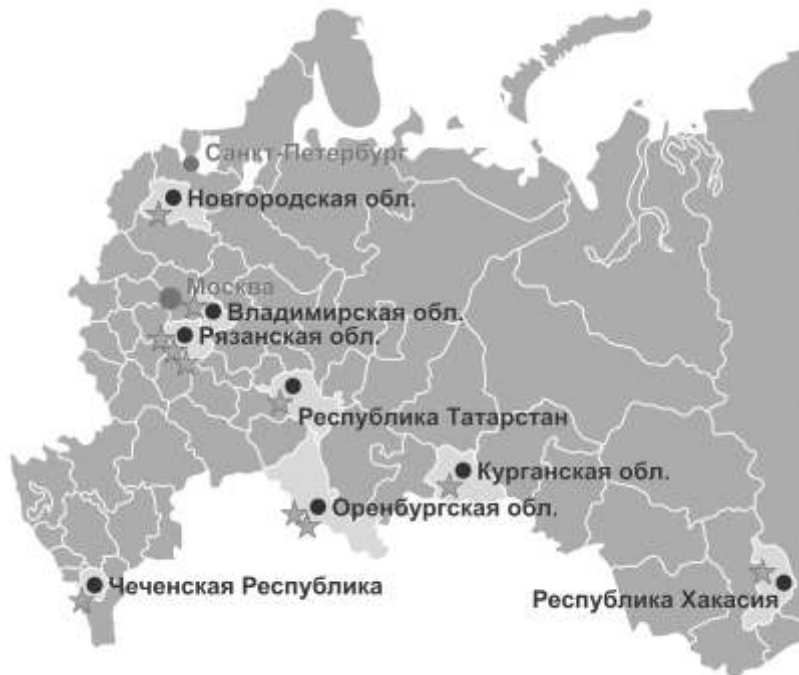 Санкт-Петербург
Новгородская обл.
Москва
Владимирская обл.
Рязанская обл.
Республика Татарстан
Курганская обл.
Оренбургская обл.
Чеченская Республика
Республика Хакасия